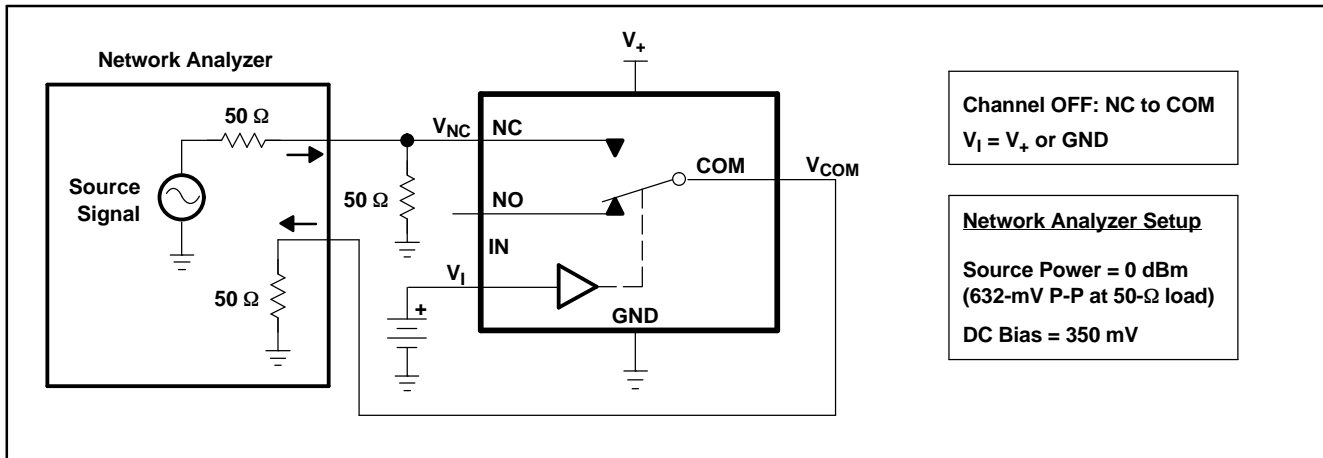 Network Analyzer
50 Ω
Source
Signal
50 Ω
50 Ω
V+
VNC
NC
NO
IN
VI
+
COM
VCOM
GND
Channel OFF: NC to COM
VI = V+ or GND
Network Analyzer Setup
Source Power = 0 dBm
(632-mV P-P at 50-Ω load)
DC Bias = 350 mV